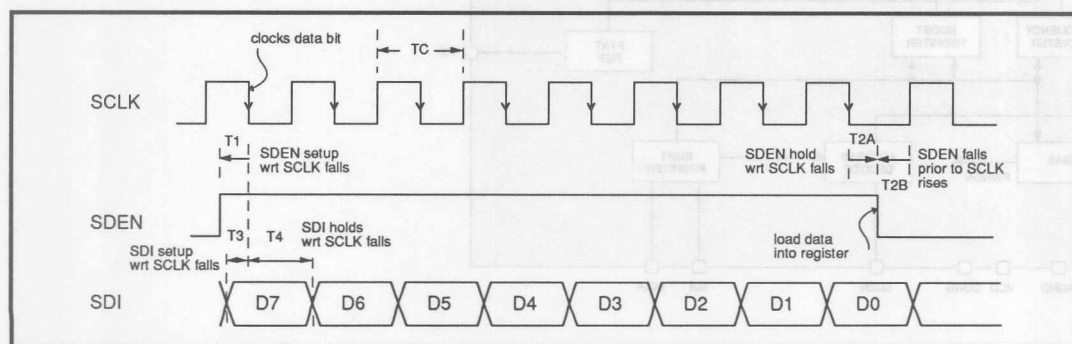 clocks data bit
TC
SCLK
T1
SDEN setup
wrt SCLK falls
T2A
SDEN hold
wrt SCLK falls
SDEN falls
prior to SCLK
rises
T2B
SDEN
T3
T4
SDI holds
wrt SCLK falls
SDI setup
wrt SCLK falls
load data
into register
SDI
D7
D6
D5
D4
D3
D2
D1
D0